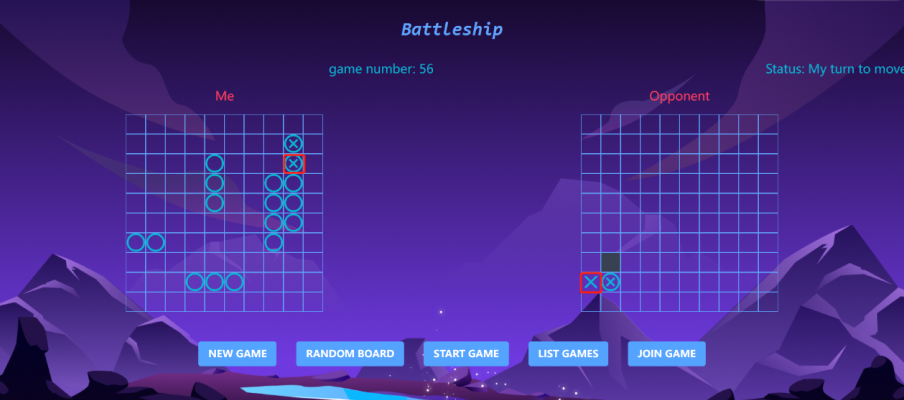 Battleship
game number: 56
Status: My turn to move
Me
Opponent
NEW GAME
RANDOM BOARD
START GAME
LIST GAMES
JOIN GAME